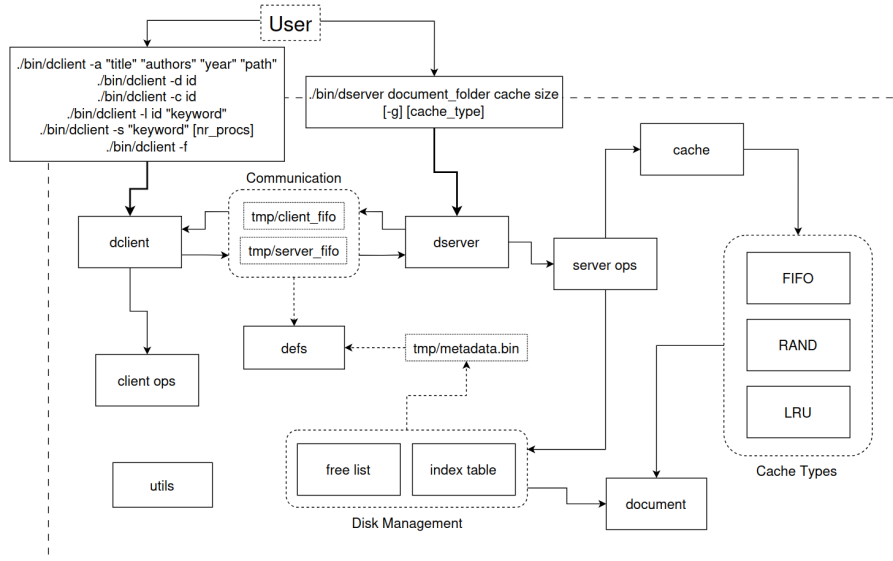 User
./bin/dclient -a "title" "authors" "year" "path"
./bin/dclient -d id
./bin/dclient -c id
./bin/dclient -l id "keyword"
./bin/dclient -s "keyword" [nr_procs]
./bin/dclient -f
./bin/dserver document_folder cache size
[-g] [cache_type]
cache
Communication
tmp/client_fifo
dclient
dserver
tmp/server_fifo
server ops
FIFO
defs
tmp/metadata.bin
RAND
client ops
LRU
free list
index table
Cache Types
utils
document
Disk Management